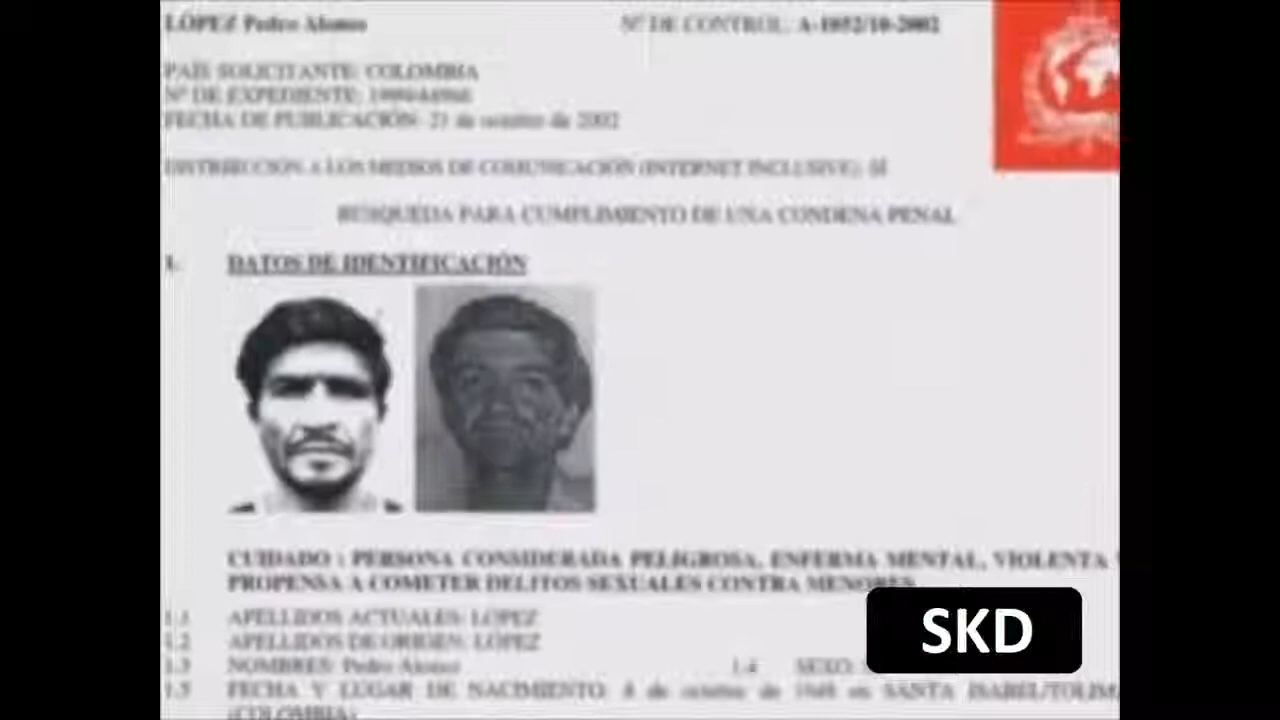 LÓPEZ Pedro Alonso Nº DE CONTROL: A-1052/10-2002
PAÍS SOLICITANTE: COLOMBIA
Nº DE EXPEDIENTE:
FECHA DE PUBLICACIÓN: 21 de octubre de 2002
DISTRIBUCIÓN A LOS MEDIOS DE COMUNICACIÓN (INTERNET INCLUSIVE): SÍ
BÚSQUEDA PARA CUMPLIMIENTO DE UNA CONDENA PENAL
1. DATOS DE IDENTIFICACIÓN
CUIDADO : PERSONA CONSIDERADA PELIGROSA, ENFERMA MENTAL, VIOLENTA
PROPENSA A COMETER DELITOS SEXUALES CONTRA MENORES
1.1 APELLIDOS ACTUALES: LÓPEZ
1.2 APELLIDOS DE ORIGEN: LÓPEZ
1.3 NOMBRES: Pedro Alonso 1.4 SEXO:
1.5 FECHA Y LUGAR DE NACIMIENTO: 8 de octubre de 1948 en SANTA ISABEL/TOLIMA
(COLOMBIA)
SKD